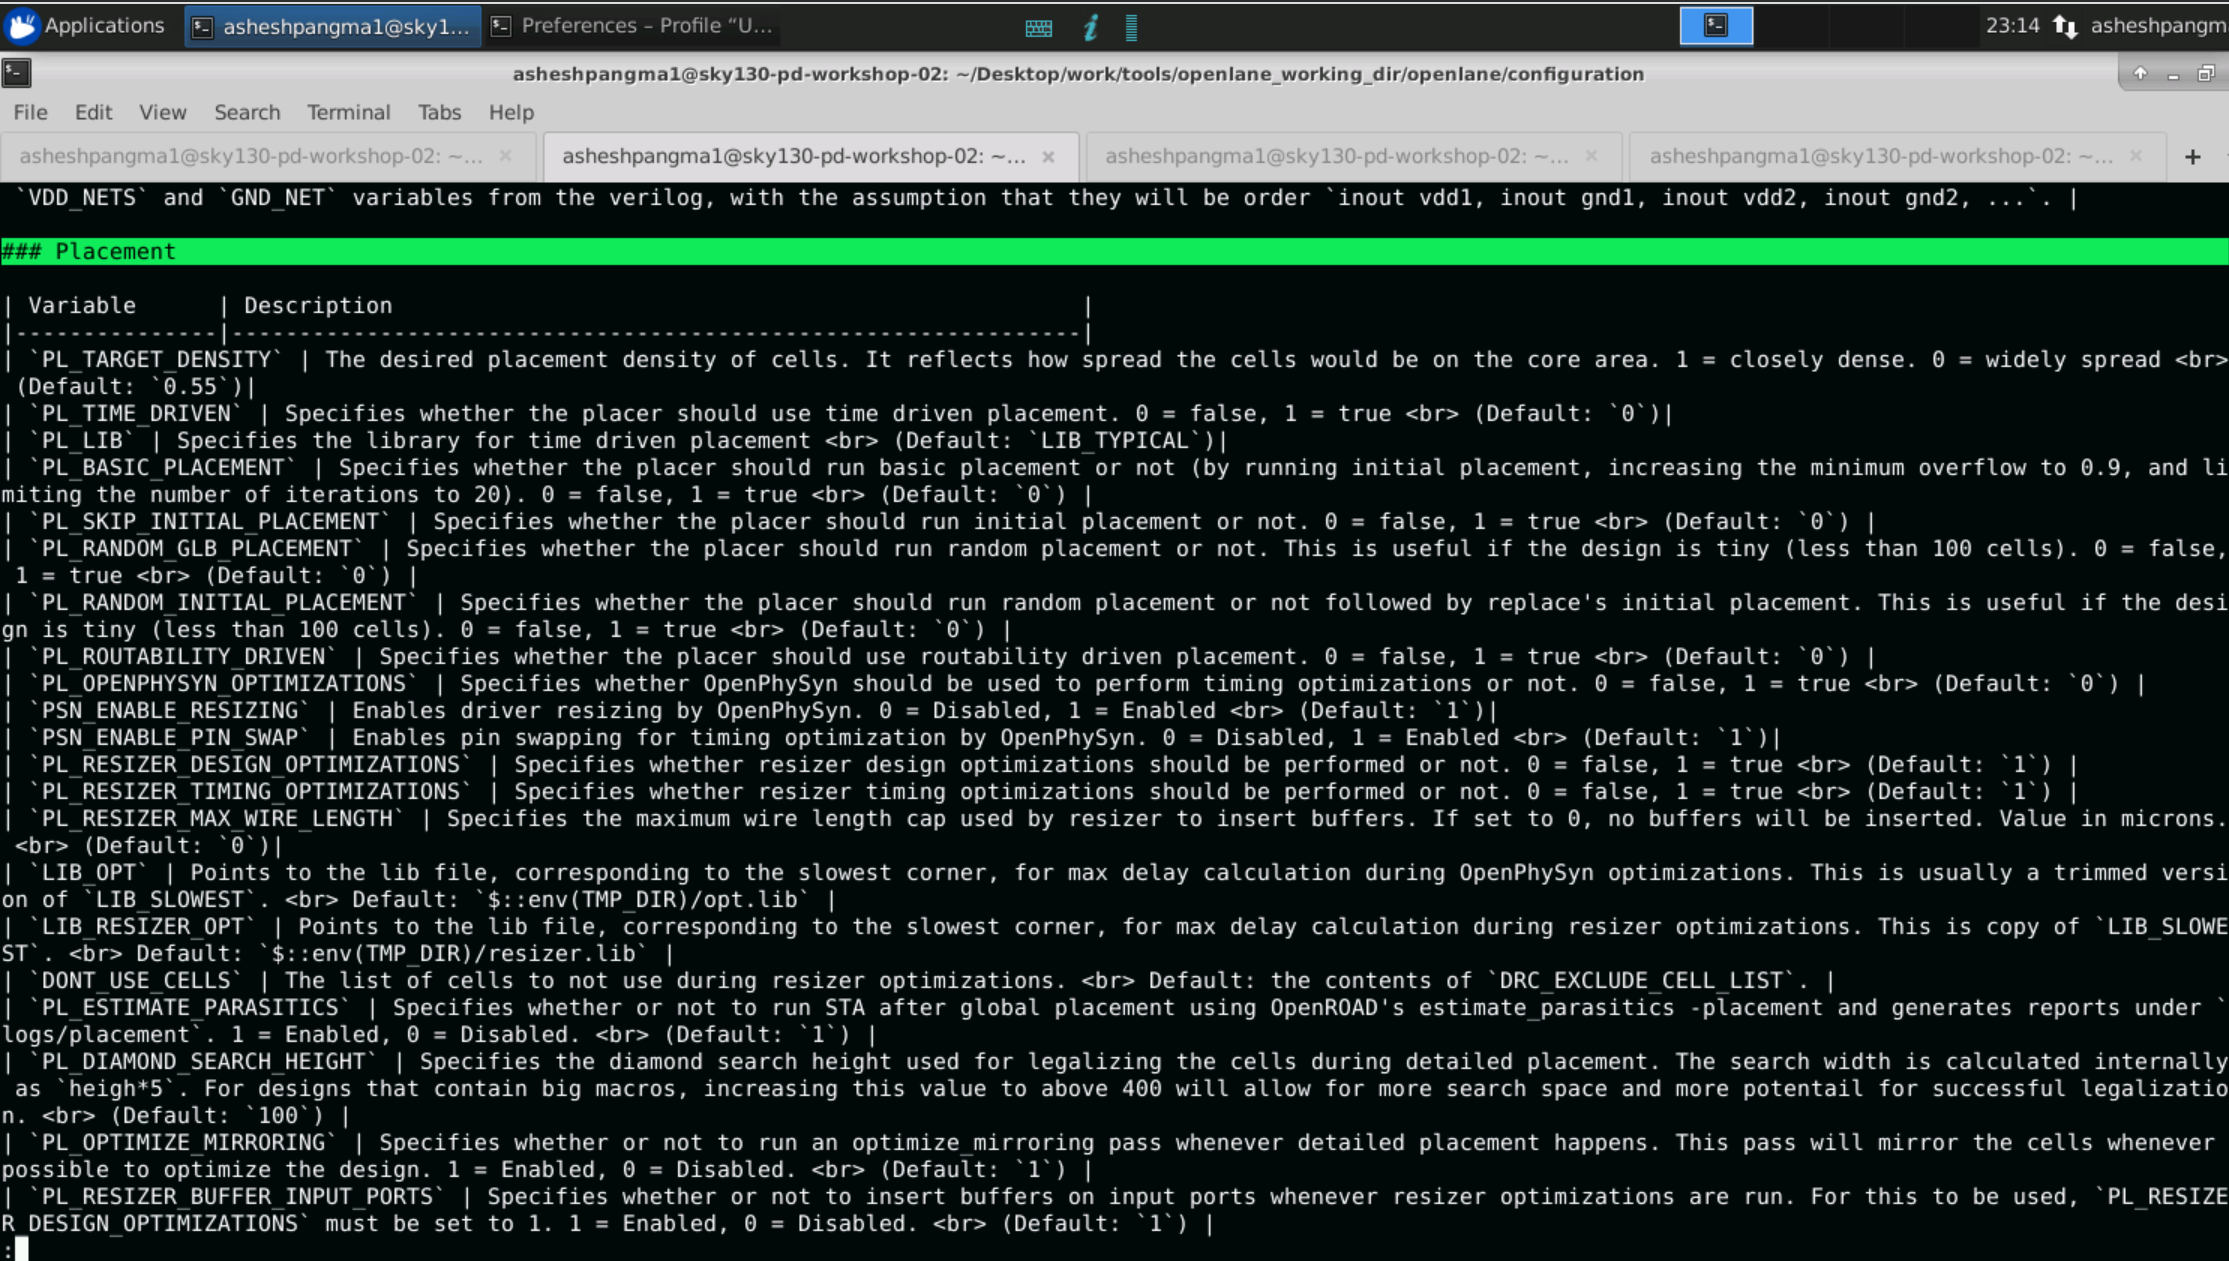 Applications asheshpangma1@sky1... Preferences – Profile “U... 23:14 asheshpangm
asheshpangma1@sky130-pd-workshop-02: ~/Desktop/work/tools/openlane_working_dir/openlane/configuration
File Edit View Search Terminal Tabs Help
asheshpangma1@sky130-pd-workshop-02: ~... × asheshpangma1@sky130-pd-workshop-02: ~... × asheshpangma1@sky130-pd-workshop-02: ~... × asheshpangma1@sky130-pd-workshop-02: ~... × +
`VDD_NETS` and `GND_NET` variables from the verilog, with the assumption that they will be order `inout vdd1, inout gnd1, inout vdd2, inout gnd2, ...`. |
### Placement
| Variable      | Description                                                   |
|---------------|---------------------------------------------------------------|
| `PL_TARGET_DENSITY` | The desired placement density of cells. It reflects how spread the cells would be on the core area. 1 = closely dense. 0 = widely spread <br>
(Default: `0.55`)|
| `PL_TIME_DRIVEN` | Specifies whether the placer should use time driven placement. 0 = false, 1 = true <br> (Default: `0`)|
| `PL_LIB` | Specifies the library for time driven placement <br> (Default: `LIB_TYPICAL`)|
| `PL_BASIC_PLACEMENT` | Specifies whether the placer should run basic placement or not (by running initial placement, increasing the minimum overflow to 0.9, and li
miting the number of iterations to 20). 0 = false, 1 = true <br> (Default: `0`) |
| `PL_SKIP_INITIAL_PLACEMENT` | Specifies whether the placer should run initial placement or not. 0 = false, 1 = true <br> (Default: `0`) |
| `PL_RANDOM_GLB_PLACEMENT` | Specifies whether the placer should run random placement or not. This is useful if the design is tiny (less than 100 cells). 0 = false,
1 = true <br> (Default: `0`) |
| `PL_RANDOM_INITIAL_PLACEMENT` | Specifies whether the placer should run random placement or not followed by replace's initial placement. This is useful if the desi
gn is tiny (less than 100 cells). 0 = false, 1 = true <br> (Default: `0`) |
| `PL_ROUTABILITY_DRIVEN` | Specifies whether the placer should use routability driven placement. 0 = false, 1 = true <br> (Default: `0`) |
| `PL_OPENPHYSYN_OPTIMIZATIONS` | Specifies whether OpenPhySyn should be used to perform timing optimizations or not. 0 = false, 1 = true <br> (Default: `0`) |
| `PSN_ENABLE_RESIZING` | Enables driver resizing by OpenPhySyn. 0 = Disabled, 1 = Enabled <br> (Default: `1`)|
| `PSN_ENABLE_PIN_SWAP` | Enables pin swapping for timing optimization by OpenPhySyn. 0 = Disabled, 1 = Enabled <br> (Default: `1`)|
| `PL_RESIZER_DESIGN_OPTIMIZATIONS` | Specifies whether resizer design optimizations should be performed or not. 0 = false, 1 = true <br> (Default: `1`) |
| `PL_RESIZER_TIMING_OPTIMIZATIONS` | Specifies whether resizer timing optimizations should be performed or not. 0 = false, 1 = true <br> (Default: `1`) |
| `PL_RESIZER_MAX_WIRE_LENGTH` | Specifies the maximum wire length cap used by resizer to insert buffers. If set to 0, no buffers will be inserted. Value in microns.
<br> (Default: `0`)|
| `LIB_OPT` | Points to the lib file, corresponding to the slowest corner, for max delay calculation during OpenPhySyn optimizations. This is usually a trimmed versi
on of `LIB_SLOWEST`. <br> Default: `$::env(TMP_DIR)/opt.lib` |
| `LIB_RESIZER_OPT` | Points to the lib file, corresponding to the slowest corner, for max delay calculation during resizer optimizations. This is copy of `LIB_SLOWE
ST`. <br> Default: `$::env(TMP_DIR)/resizer.lib` |
| `DONT_USE_CELLS` | The list of cells to not use during resizer optimizations. <br> Default: the contents of `DRC_EXCLUDE_CELL_LIST`. |
| `PL_ESTIMATE_PARASITICS` | Specifies whether or not to run STA after global placement using OpenROAD's estimate_parasitics -placement and generates reports under `
logs/placement`. 1 = Enabled, 0 = Disabled. <br> (Default: `1`) |
| `PL_DIAMOND_SEARCH_HEIGHT` | Specifies the diamond search height used for legalizing the cells during detailed placement. The search width is calculated internally
as `heigh*5`. For designs that contain big macros, increasing this value to above 400 will allow for more search space and more potentail for successful legalizatio
n. <br> (Default: `100`) |
| `PL_OPTIMIZE_MIRRORING` | Specifies whether or not to run an optimize_mirroring pass whenever detailed placement happens. This pass will mirror the cells whenever
possible to optimize the design. 1 = Enabled, 0 = Disabled. <br> (Default: `1`) |
| `PL_RESIZER_BUFFER_INPUT_PORTS` | Specifies whether or not to insert buffers on input ports whenever resizer optimizations are run. For this to be used, `PL_RESIZE
R_DESIGN_OPTIMIZATIONS` must be set to 1. 1 = Enabled, 0 = Disabled. <br> (Default: `1`) |
: